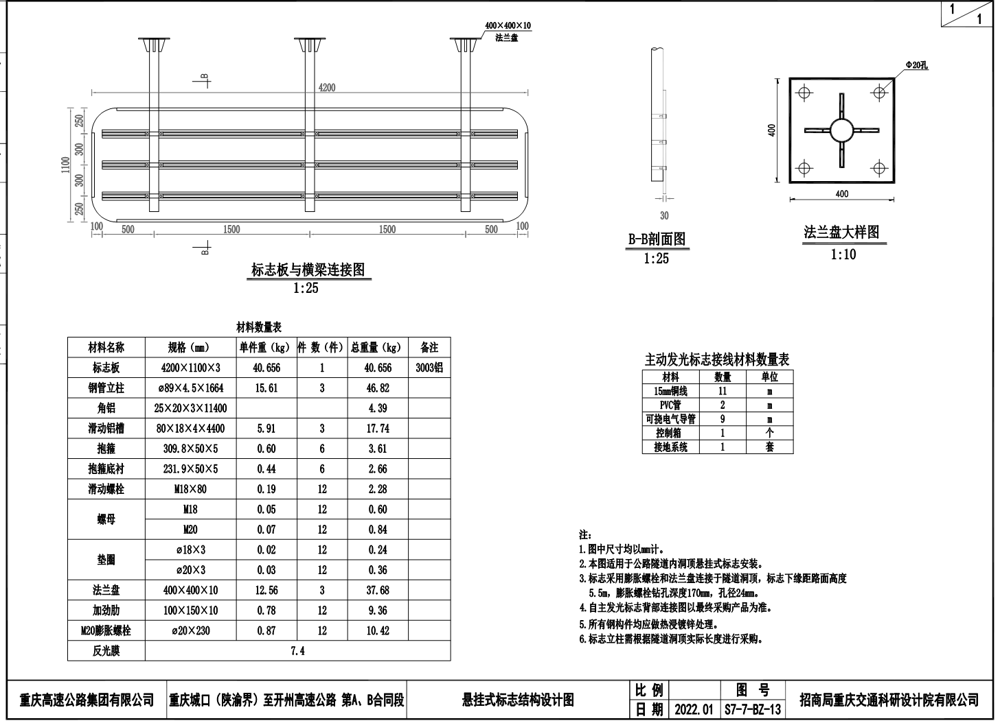 1
1
400×400×10
法兰盘
B
4200
1100
250
300
300
250
100
500
1500
1500
500
100
B
标志板与横梁连接图
1:25
30
B-B剖面图
1:25
Φ20孔
400
400
法兰盘大样图
1:10
材料数量表
材料名称 规格（mm） 单件重（kg） 件 数（件） 总重量（kg） 备注
标志板 4200×1100×3 40.656 1 40.656 3003铝
钢管立柱 ⌀89×4.5×1664 15.61 3 46.82
角铝 25×20×3×11400 4.39
滑动铝槽 80×18×4×4400 5.91 3 17.74
抱箍 309.8×50×5 0.60 6 3.61
抱箍底衬 231.9×50×5 0.44 6 2.66
滑动螺栓 M18×80 0.19 12 2.28
螺母 M18 0.05 12 0.60
M20 0.07 12 0.84
垫圈 ⌀18×3 0.02 12 0.24
⌀20×3 0.03 12 0.36
法兰盘 400×400×10 12.56 3 37.68
加劲肋 100×150×10 0.78 12 9.36
M20膨胀螺栓 ⌀20×230 0.87 12 10.42
反光膜 7.4
主动发光标志接线材料数量表
材料 数量 单位
15mm铜线 11 m
PVC管 2 m
可挠电气导管 9 m
控制箱 1 个
接地系统 1 套
注：
1.图中尺寸均以mm计。
2.本图适用于公路隧道内洞顶悬挂式标志安装。
3.标志采用膨胀螺栓和法兰盘连接于隧道洞顶，标志下缘距路面高度
5.5m，膨胀螺栓钻孔深度170mm，孔径24mm。
4.自主发光标志背部连接图以最终采购产品为准。
5.所有钢构件均应做热浸镀锌处理。
6.标志立柱需根据隧道洞顶实际长度进行采购。
重庆高速公路集团有限公司 重庆城口（陕渝界）至开州高速公路 第A、B合同段 悬挂式标志结构设计图 比 例 图 号 招商局重庆交通科研设计院有限公司
日 期 2022.01 S7-7-BZ-13